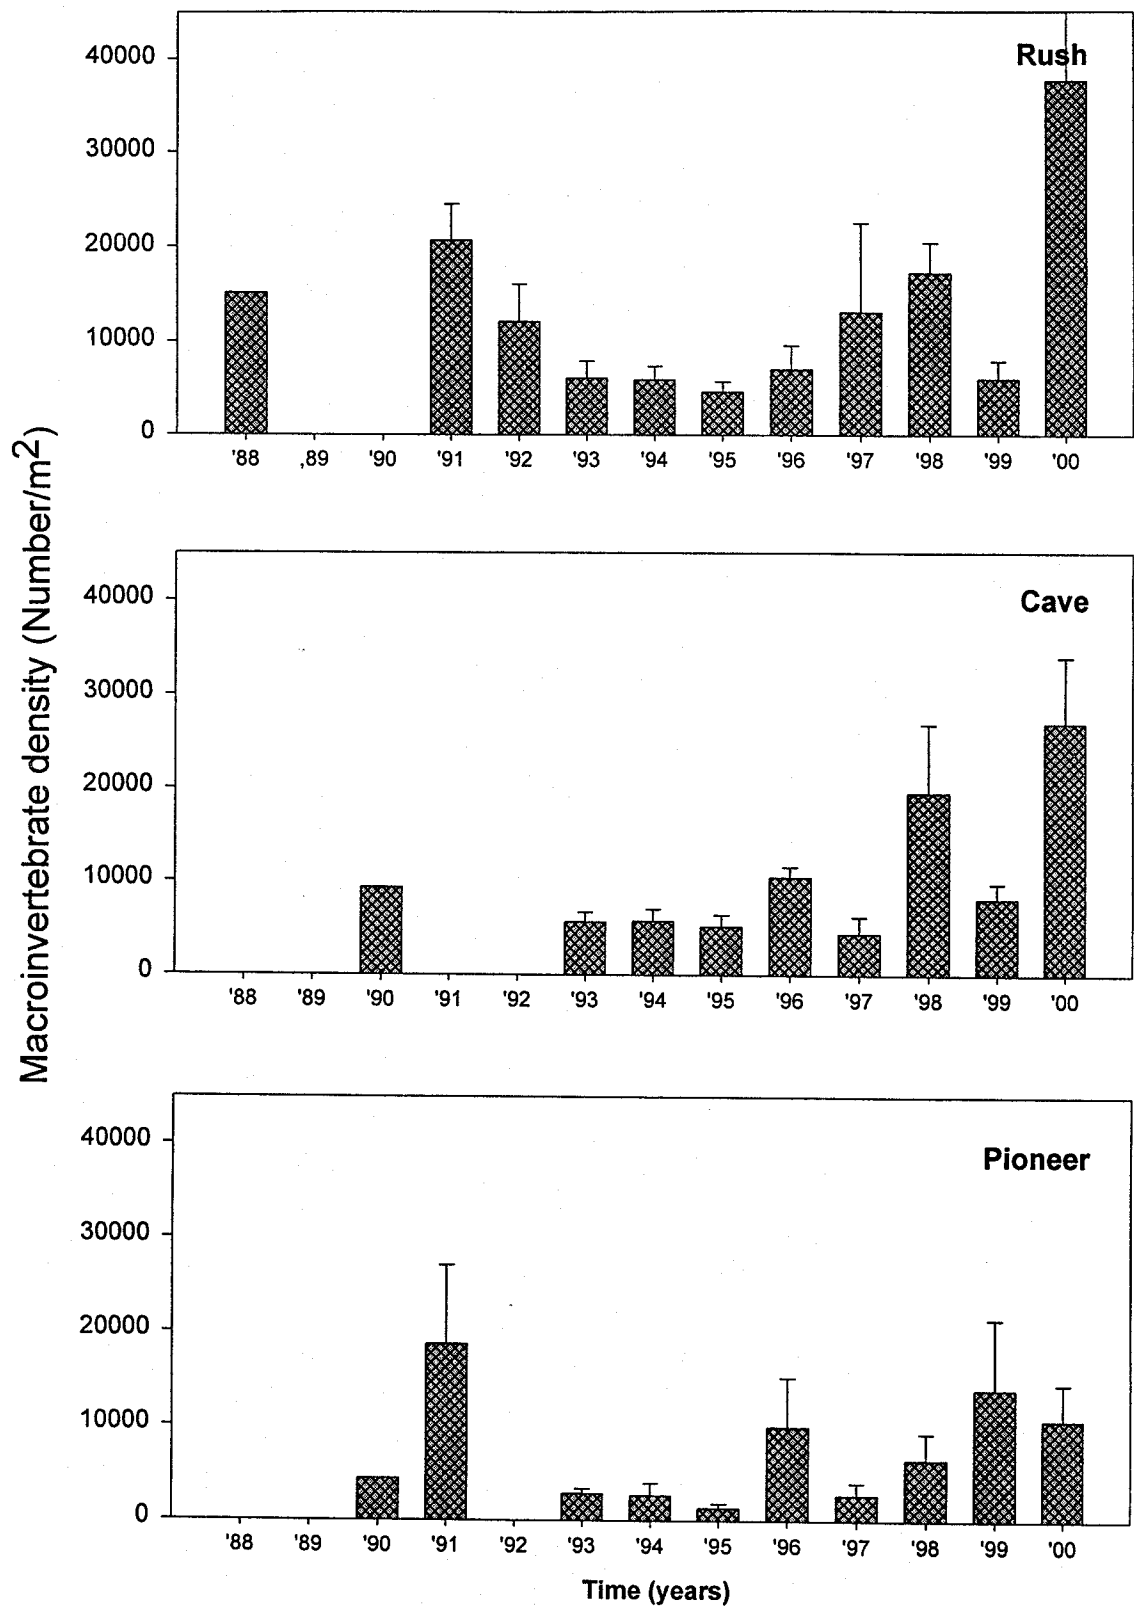 Macroinvertebrate density (Number/m2)
Rush
40000
30000
20000
10000
0
'88 ,89 '90 '91 '92 '93 '94 '95 '96 '97 '98 '99 '00
Cave
40000
30000
20000
10000
0
'88 '89 '90 '91 '92 '93 '94 '95 '96 '97 '98 '99 '00
Pioneer
40000
30000
20000
10000
0
'88 '89 '90 '91 '92 '93 '94 '95 '96 '97 '98 '99 '00
Time (years)